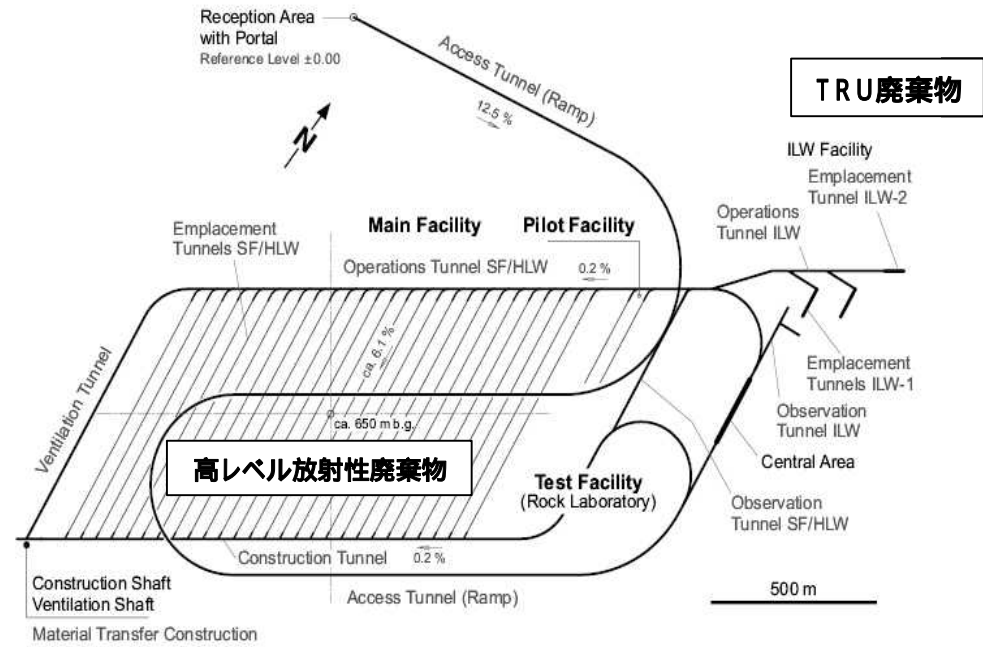 Reception Area
with Portal
Reference Level ±0.00
Access Tunnel (Ramp)
12.5 %
N
TRU廃棄物
ILW Facility
Emplacement
Tunnel ILW-2
Operations
Tunnel ILW
Emplacement
Tunnels SF/HLW
Main Facility
Pilot Facility
Operations Tunnel SF/HLW
0.2 %
ca. 6.1 %
Ventilation Tunnel
Emplacement
Tunnels ILW-1
Observation
Tunnel ILW
ca. 650 m b.g.
高レベル放射性廃棄物
Central Area
Test Facility
(Rock Laboratory)
Observation
Tunnel SF/HLW
Construction Tunnel
0.2 %
Construction Shaft
Ventilation Shaft
Material Transfer Construction
Access Tunnel (Ramp)
500 m